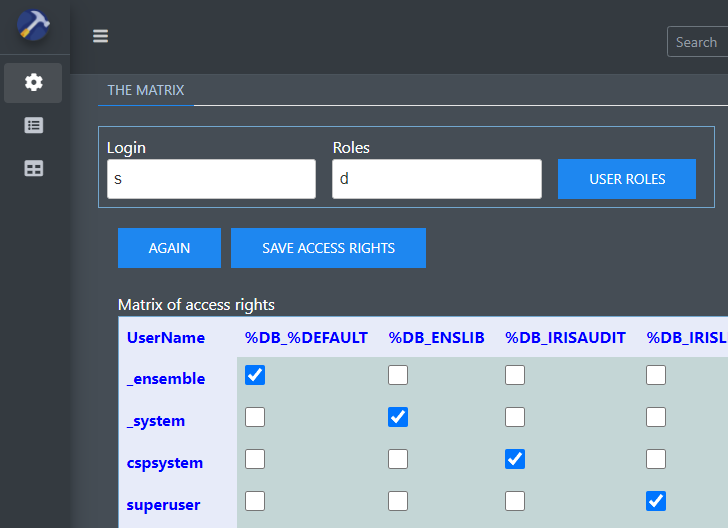 Search
THE MATRIX
Login Roles
s d USER ROLES
AGAIN SAVE ACCESS RIGHTS
Matrix of access rights
UserName %DB_%DEFAULT %DB_ENSLIB %DB_IRISAUDIT %DB_IRISL
_ensemble
_system
cspsystem
superuser